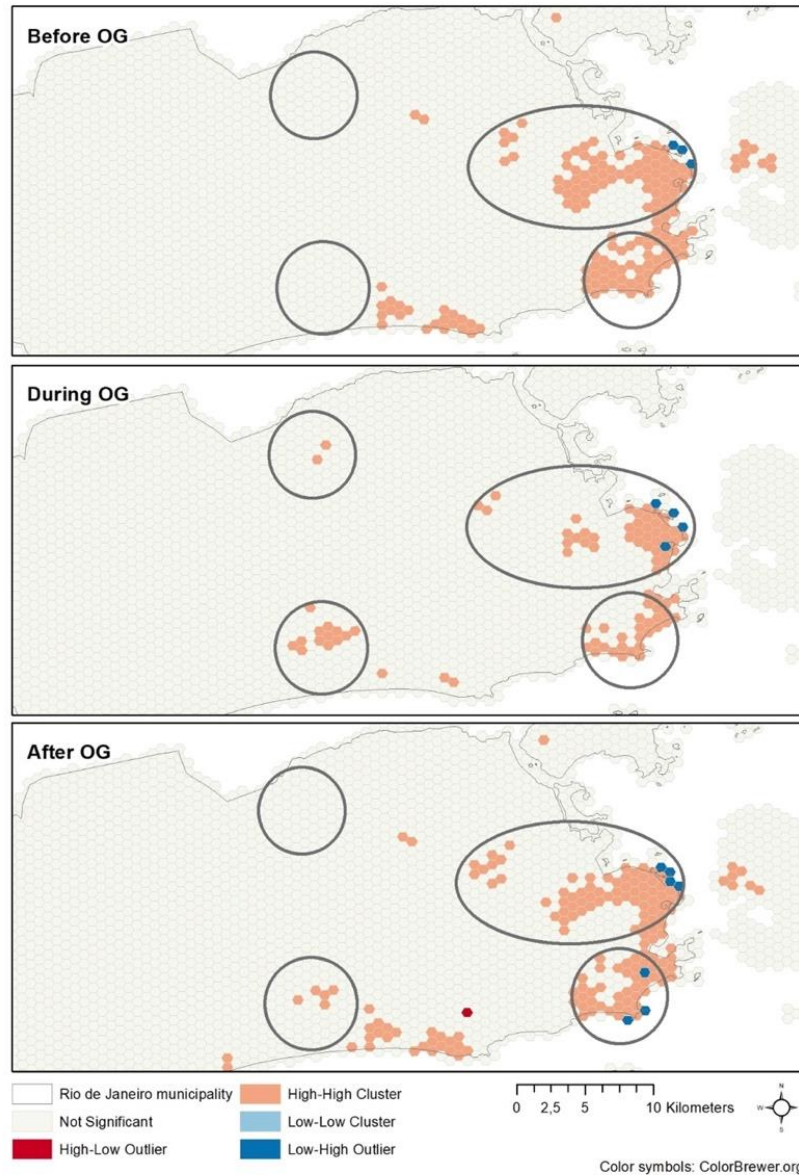 Before OG
During OG
After OG
Rio de Janeiro municipality
High-High Cluster
0 2,5 5 10 Kilometers
N
W
S
Not Significant
Low-Low Cluster
High-Low Outlier
Low-High Outlier
Color symbols: ColorBrewer.org